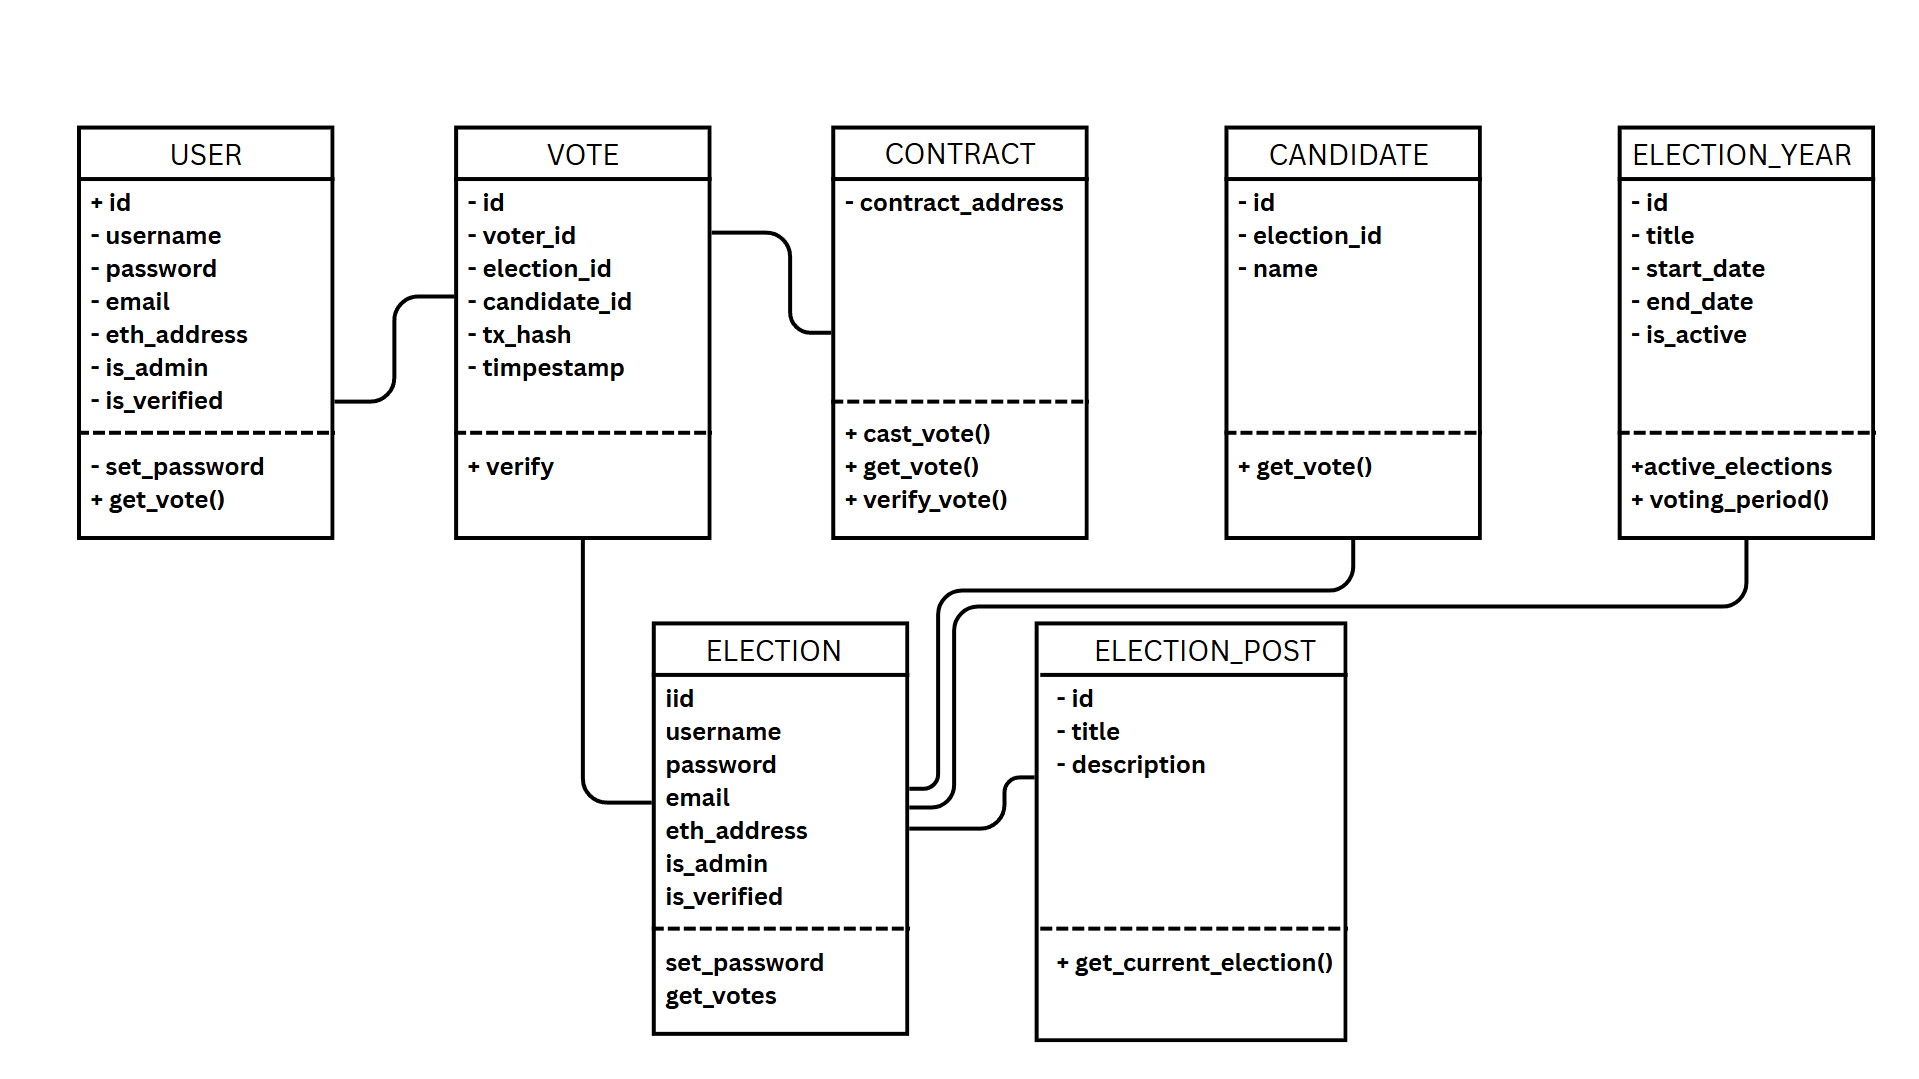 USER
+ id
- username
- password
- email
- eth_address
- is_admin
- is_verified
- set_password
+ get_vote()
VOTE
- id
- voter_id
- election_id
- candidate_id
- tx_hash
- timpestamp
+ verify
CONTRACT
- contract_address
+ cast_vote()
+ get_vote()
+ verify_vote()
CANDIDATE
- id
- election_id
- name
+ get_vote()
ELECTION_YEAR
- id
- title
- start_date
- end_date
- is_active
+active_elections
+ voting_period()
ELECTION
iid
username
password
email
eth_address
is_admin
is_verified
set_password
get_votes
ELECTION_POST
- id
- title
- description
+ get_current_election()